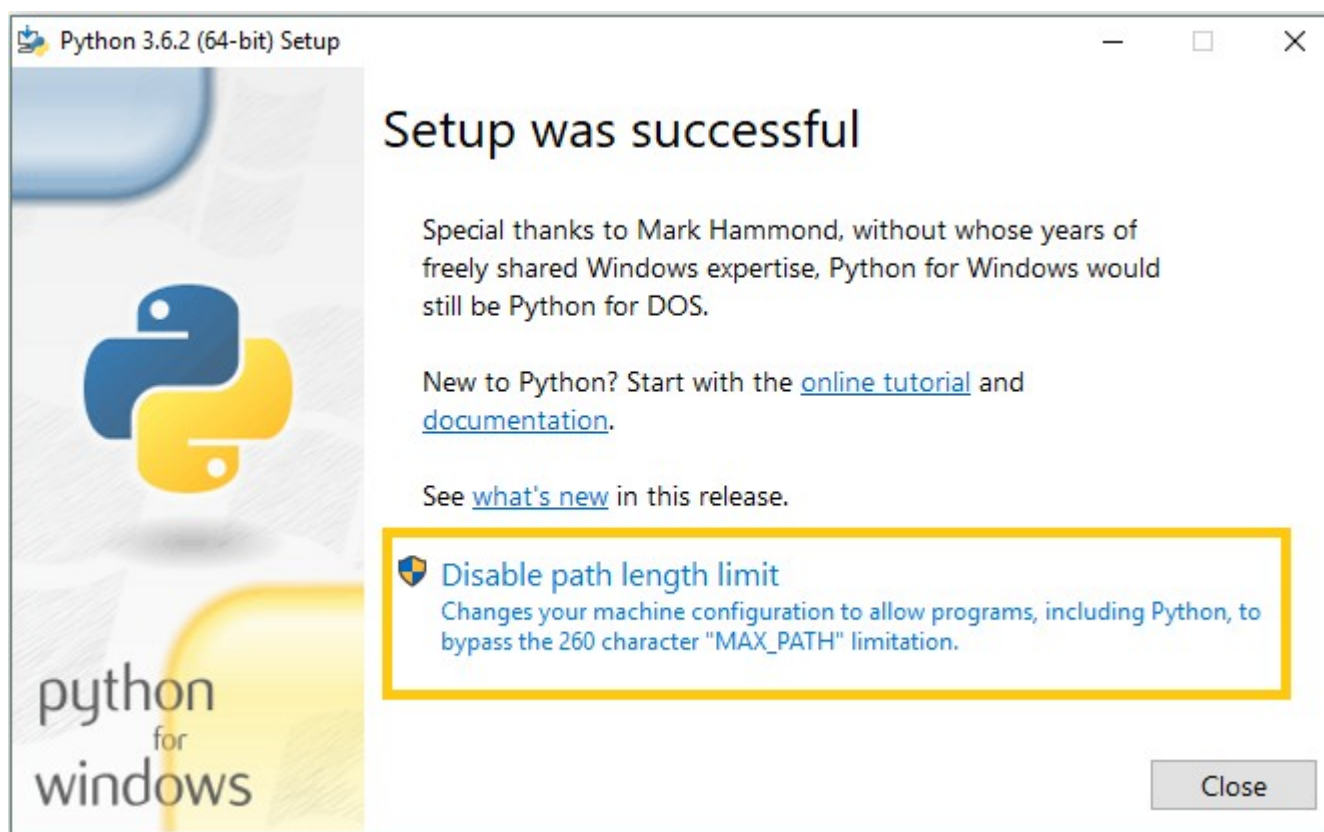 Python 3.6.2 (64-bit) Setup
Setup was successful
Special thanks to Mark Hammond, without whose years of
freely shared Windows expertise, Python for Windows would
still be Python for DOS.
New to Python? Start with the online tutorial and
documentation.
See what's new in this release.
Disable path length limit
Changes your machine configuration to allow programs, including Python, to
bypass the 260 character "MAX_PATH" limitation.
python
for
windows
Close